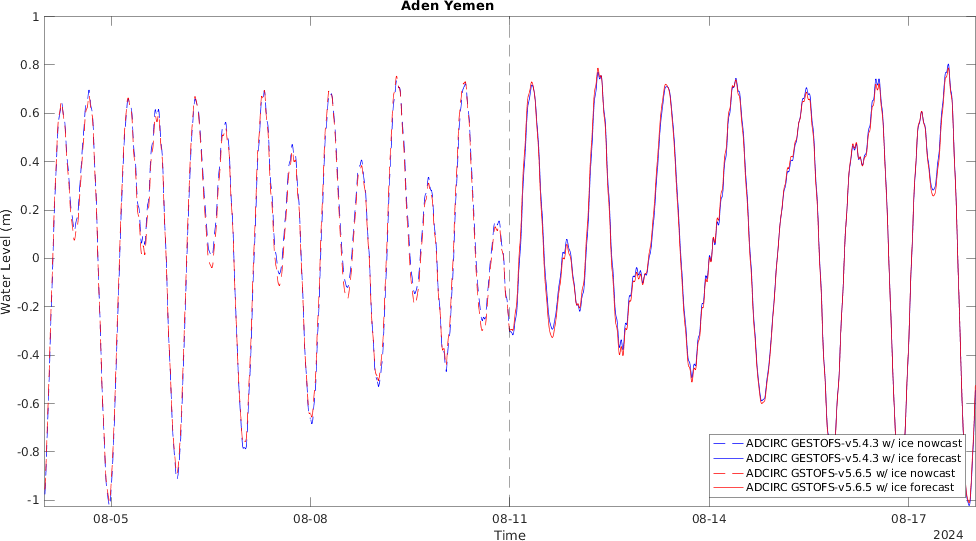 Aden Yemen
1
0.8
0.6
0.4
0.2
0
-0.2
-0.4
-0.6
-0.8
-1
Water Level (m)
08-05
08-08
08-11
08-14
08-17
Time
2024
ADCIRC GESTOFS-v5.4.3 w/ ice nowcast
ADCIRC GESTOFS-v5.4.3 w/ ice forecast
ADCIRC GSTOFS-v5.6.5 w/ ice nowcast
ADCIRC GSTOFS-v5.6.5 w/ ice forecast